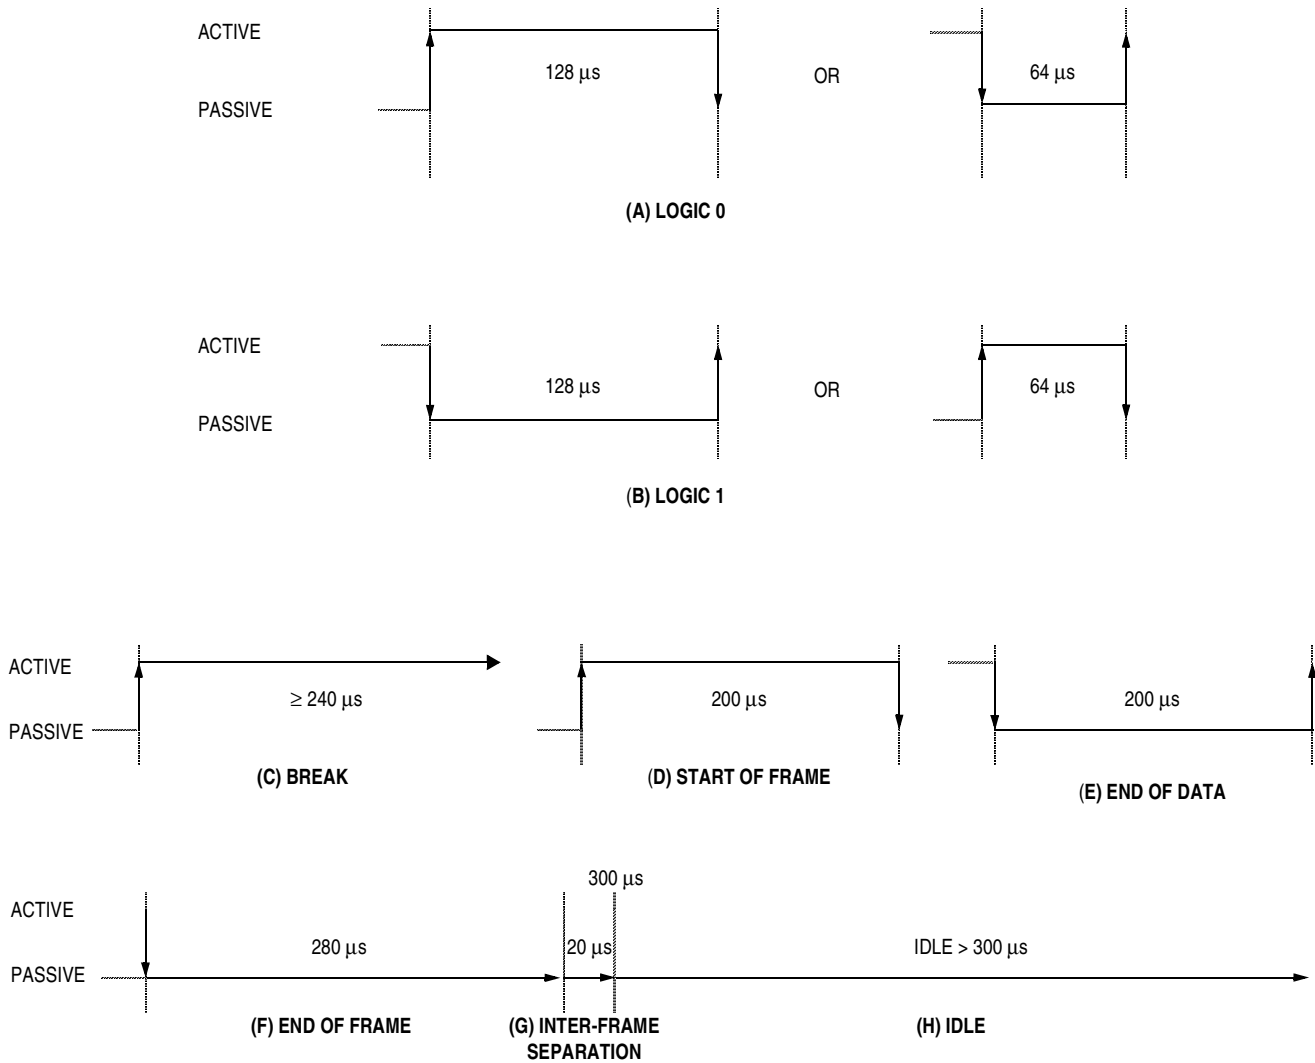 ACTIVE
128 μs
OR
64 μs
PASSIVE
(A) LOGIC 0
ACTIVE
128 μs
OR
64 μs
PASSIVE
(B) LOGIC 1
ACTIVE
≥ 240 μs
200 μs
200 μs
PASSIVE
(C) BREAK
(D) START OF FRAME
(E) END OF DATA
300 μs
ACTIVE
280 μs
20 μs
IDLE > 300 μs
PASSIVE
(F) END OF FRAME
(G) INTER-FRAME
SEPARATION
(H) IDLE